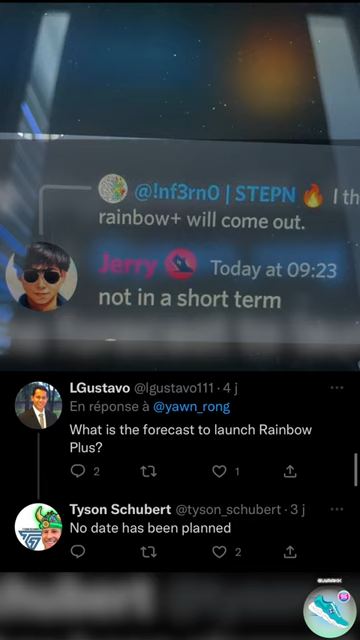 @!nf3rn0 | STEPN 🔥 I th
rainbow+ will come out.
Jerry Today at 09:23
not in a short term
LGustavo @lgustavo111 · 4 j
En réponse à @yawn_rong
What is the forecast to launch Rainbow
Plus?
2 1
Tyson Schubert @tyson_schubert · 3 j
No date has been planned
2